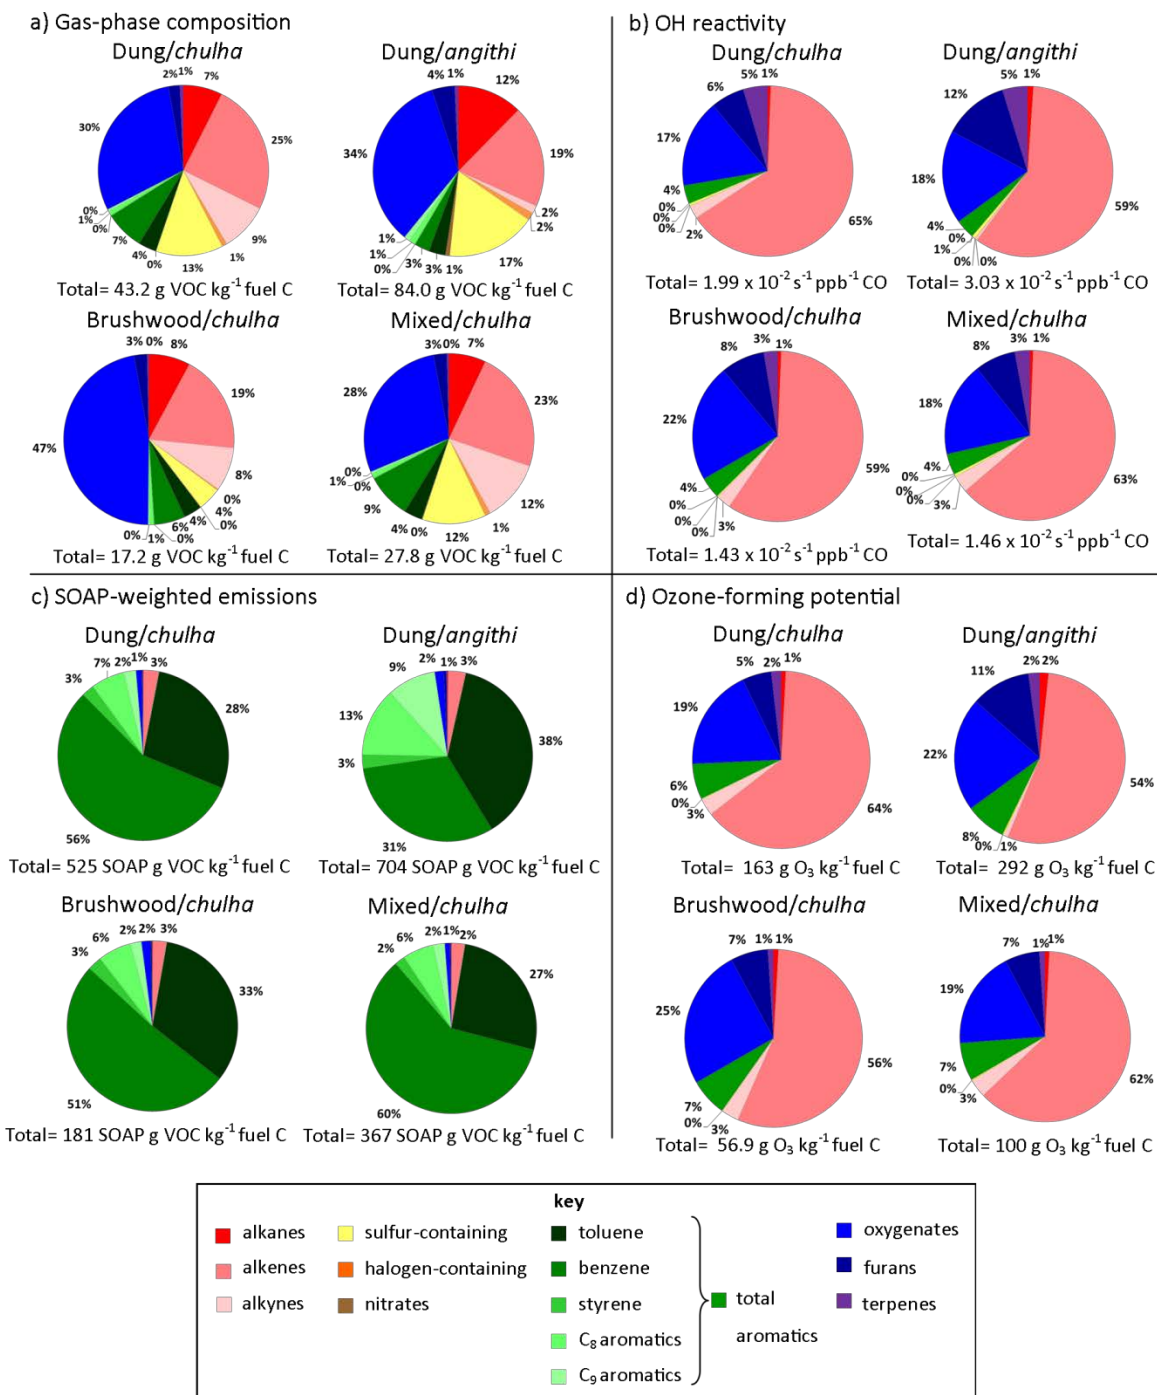 a) Gas-phase composition
Dung/chulha
2% 1% 7%
30%
25%
0%
1%
0%
7%
4%
0%
13%
1%
9%
Total= 43.2 g VOC kg⁻¹ fuel C
Dung/angithi
4% 1% 12%
34%
19%
1%
1%
0%
3%
3%
1%
17%
2%
2%
Total= 84.0 g VOC kg⁻¹ fuel C
Brushwood/chulha
3% 0% 8%
47%
19%
8%
0%
4%
0%
4%
0%
6%
1%
0%
Total= 17.2 g VOC kg⁻¹ fuel C
Mixed/chulha
3% 0% 7%
28%
23%
0%
1%
0%
9%
4%
0%
12%
1%
12%
Total= 27.8 g VOC kg⁻¹ fuel C
b) OH reactivity
Dung/chulha
5% 1%
6%
17%
4%
0%
0%
0%
2%
65%
Total= 1.99 x 10⁻² s⁻¹ ppb⁻¹ CO
Dung/angithi
5% 1%
12%
18%
4%
0%
1%
0%
0%
59%
Total= 3.03 x 10⁻² s⁻¹ ppb⁻¹ CO
Brushwood/chulha
3% 1%
8%
22%
4%
0%
0%
0%
3%
59%
Total= 1.43 x 10⁻² s⁻¹ ppb⁻¹ CO
Mixed/chulha
3% 1%
8%
18%
4%
0%
0%
0%
3%
63%
Total= 1.46 x 10⁻² s⁻¹ ppb⁻¹ CO
c) SOAP-weighted emissions
Dung/chulha
7% 2% 1% 3%
3%
28%
56%
Total= 525 SOAP g VOC kg⁻¹ fuel C
Dung/angithi
9% 2% 1% 3%
13%
3%
38%
31%
Total= 704 SOAP g VOC kg⁻¹ fuel C
Brushwood/chulha
3% 6% 2% 2% 3%
33%
51%
Total= 181 SOAP g VOC kg⁻¹ fuel C
Mixed/chulha
2% 6% 2% 1% 2%
27%
60%
Total= 367 SOAP g VOC kg⁻¹ fuel C
d) Ozone-forming potential
Dung/chulha
5% 2% 1%
19%
6%
0%
3%
64%
Total= 163 g O₃ kg⁻¹ fuel C
Dung/angithi
11% 2% 2%
22%
8%
0%
1%
54%
Total= 292 g O₃ kg⁻¹ fuel C
Brushwood/chulha
7% 1% 1%
25%
7%
0%
3%
56%
Total= 56.9 g O₃ kg⁻¹ fuel C
Mixed/chulha
7% 1% 1%
19%
7%
0%
3%
62%
Total= 100 g O₃ kg⁻¹ fuel C
key
alkanes
alkenes
alkynes
sulfur-containing
halogen-containing
nitrates
toluene
benzene
styrene
C₈ aromatics
C₉ aromatics
total
aromatics
oxygenates
furans
terpenes